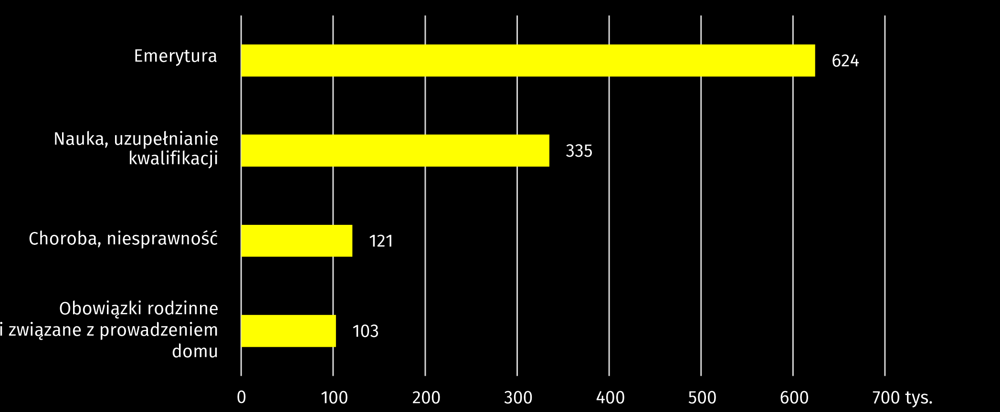 Emerytura
624
Nauka, uzupełnianie
kwalifikacji
335
Choroba, niesprawność
121
Obowiązki rodzinne
i związane z prowadzeniem
domu
103
0 100 200 300 400 500 600 700 tys.